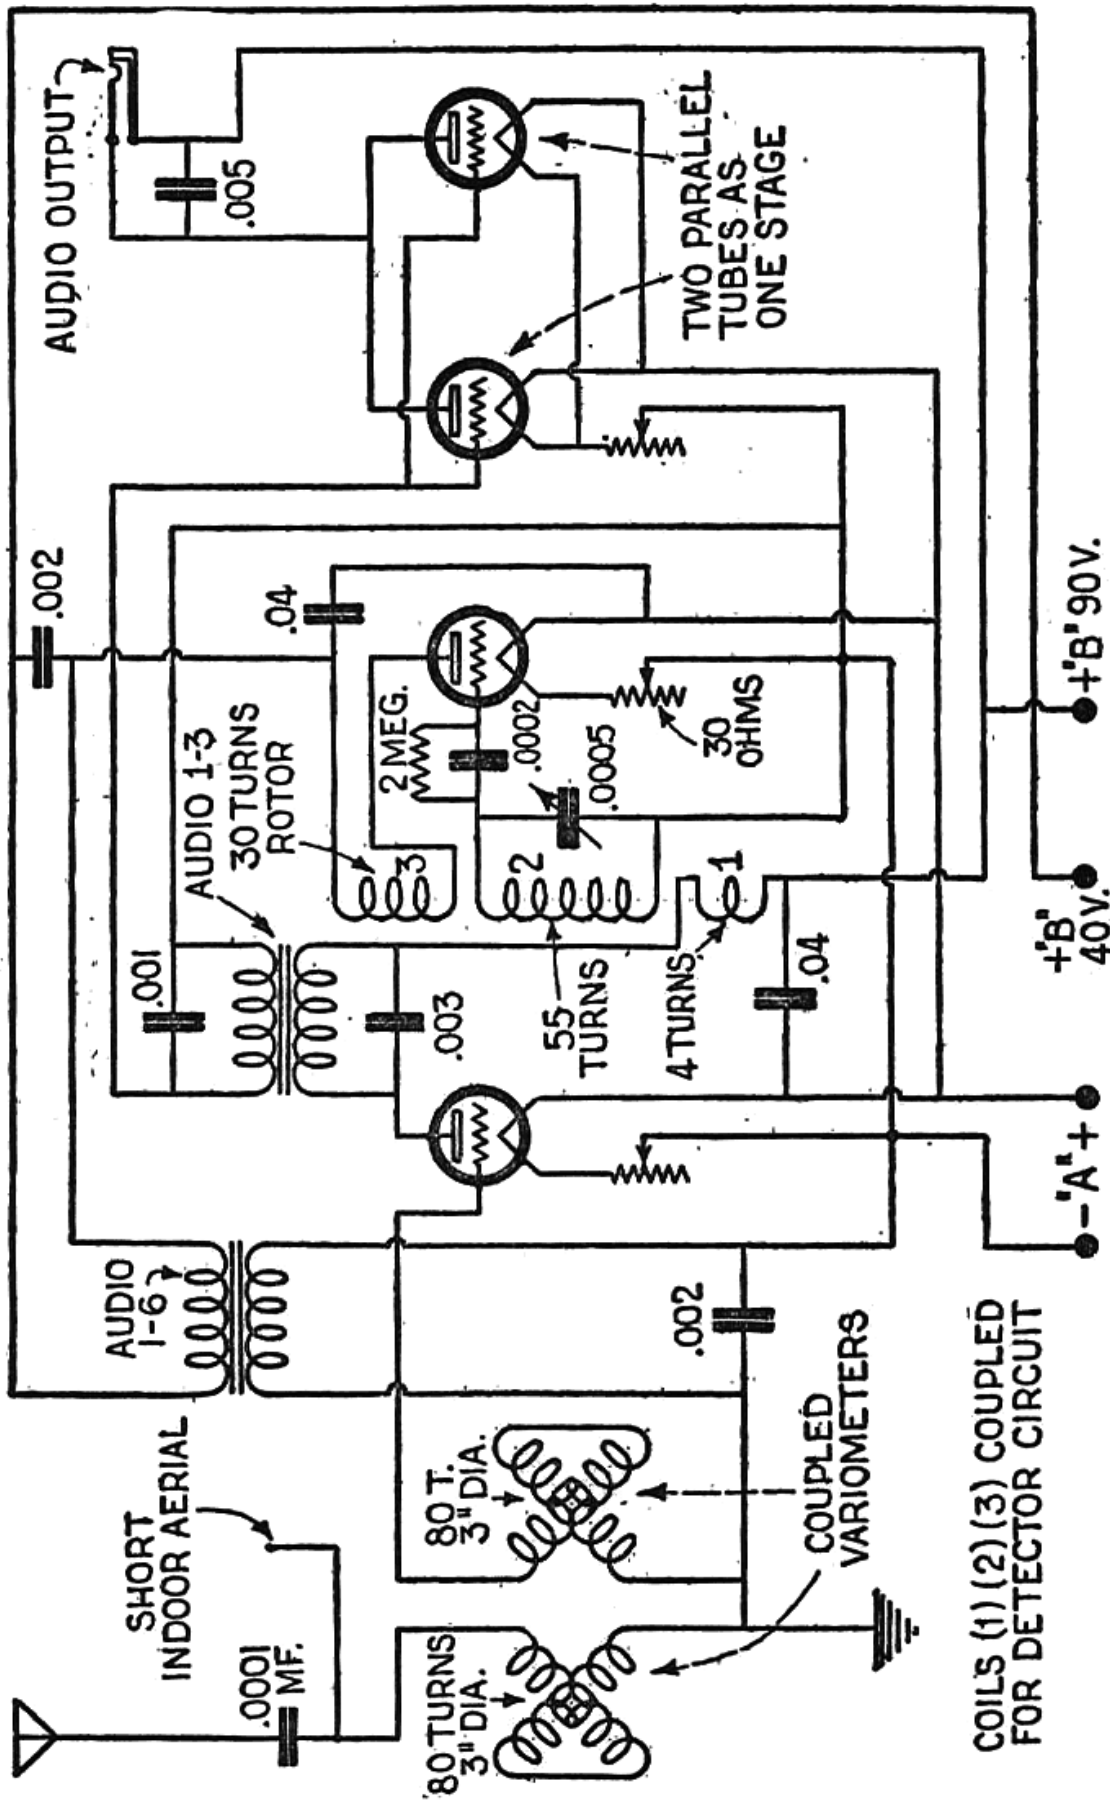 SHORT
INDOOR AERIAL
.0001
MF.
80 TURNS
3" DIA.
80 T.
3" DIA.
COUPLED
VARIOMETERS
AUDIO
1-6
.002
.001
AUDIO 1-3
30 TURNS
ROTOR
.003
55
TURNS
4 TURNS
.04
1
2
3
2 MEG.
.0002
.0005
30
OHMS
.04
.002
AUDIO OUTPUT
.005
TWO PARALLEL
TUBES AS
ONE STAGE
- "A" +
+"B"
40 V.
+"B" 90 V.
COILS (1) (2) (3) COUPLED
FOR DETECTOR CIRCUIT